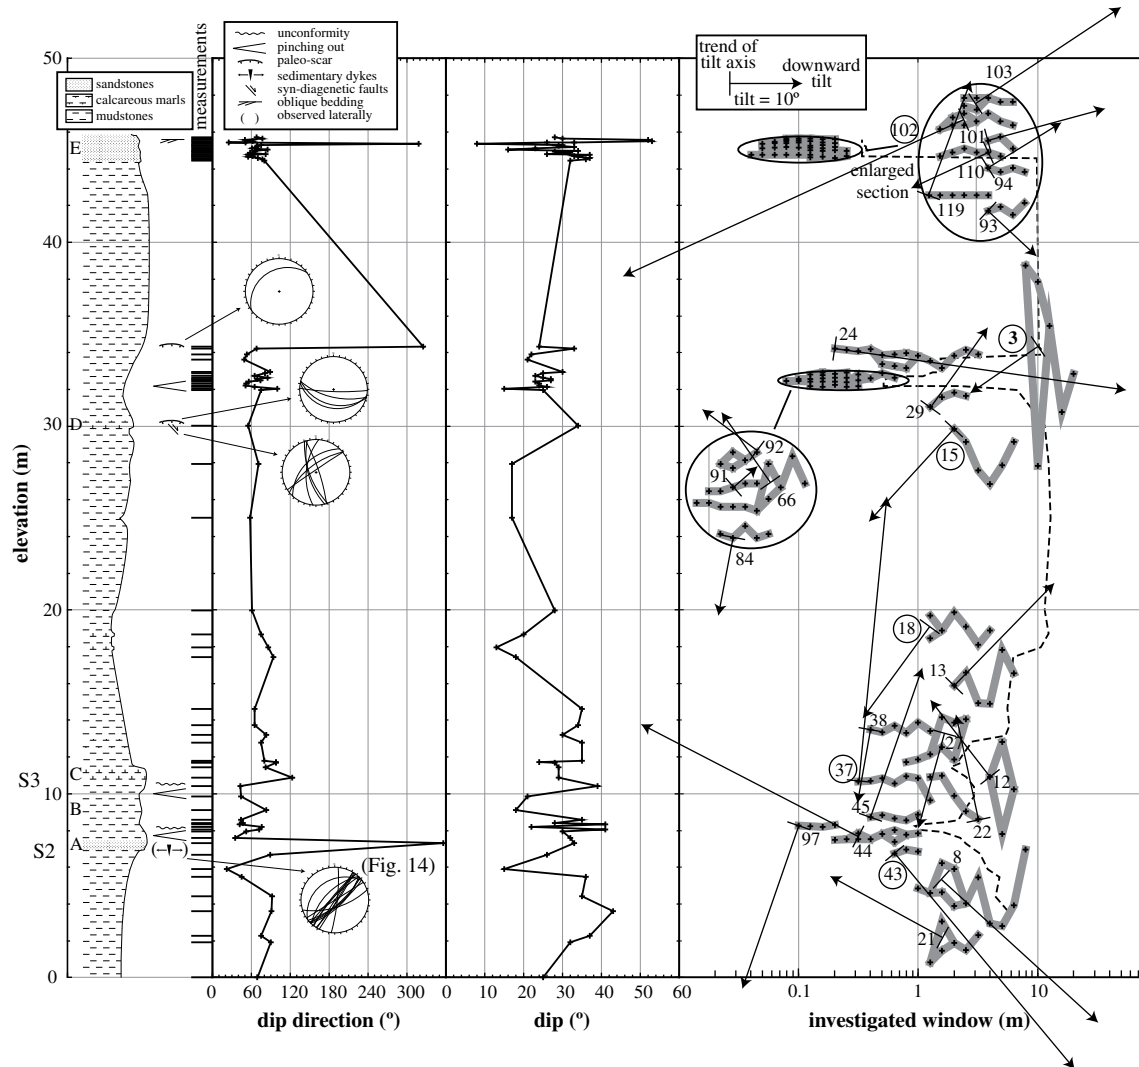 unconformity
pinching out
paleo-scar
sedimentary dykes
syn-diagenetic faults
oblique bedding
( ) observed laterally
measurements
sandstones
calcareous marls
mudstones
trend of
tilt axis
downward
tilt
tilt = 10º
50
40
30
20
10
0
elevation (m)
E
D
C
B
A
S3
S2
( )
(Fig. 14)
103
102
101
110
94
119
93
enlarged
section
24
3
29
15
92
91
66
84
18
13
38
27
37
12
45
22
97
44
43
8
21
0 60 120 180 240 300
dip direction (º)
0 10 20 30 40 50 60
dip (º)
0.1 1 10
investigated window (m)